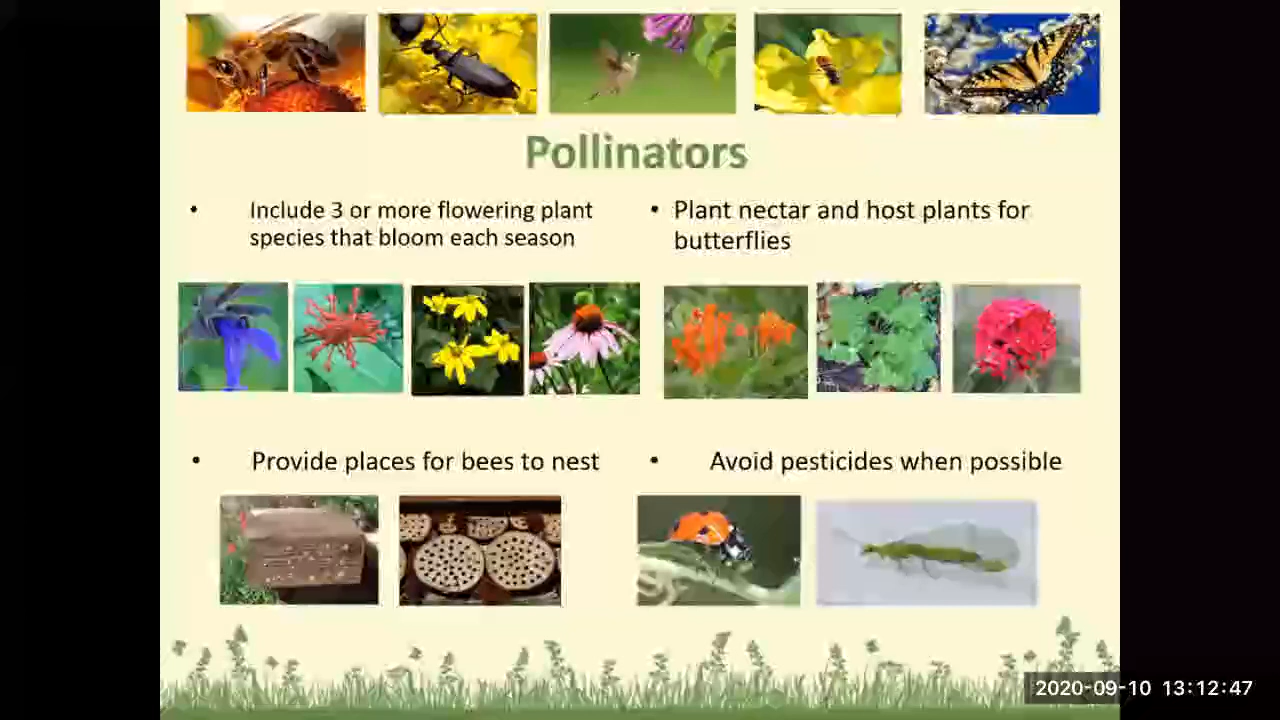 Pollinators
• Include 3 or more flowering plant
species that bloom each season
• Plant nectar and host plants for
butterflies
• Provide places for bees to nest
• Avoid pesticides when possible
2020-09-10 13:12:47